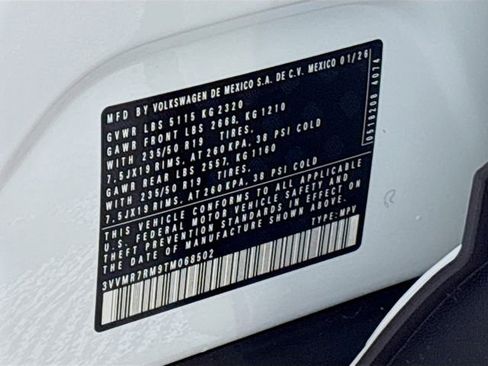 MFD BY VOLKSWAGEN DE MEXICO S.A. DE C.V. MEXICO 01/26
GVWR LBS 5115 KG 2320
GAWR FRONT LBS 2668, KG 1210
WITH 235/50 R19 TIRES,
7,5JX19 RIMS, AT 260 KPA, 38 PSI COLD
GAWR REAR LBS 2557, KG1160
WITH 235/50 R19 TIRES,
7,5JX19 RIMS, AT 260 KPA, 38 PSI COLD
THIS VEHICLE CONFORMS TO ALL APPLICABLE
U.S. FEDERAL MOTOR VEHICLE SAFETY AND
THEFT PREVENTION STANDARDS IN EFFECT ON
THE DATE OF MANUFACTURE SHOWN ABOVE.
TYPE: MPV
3VVMR7RM9TM068502
0518208 4074